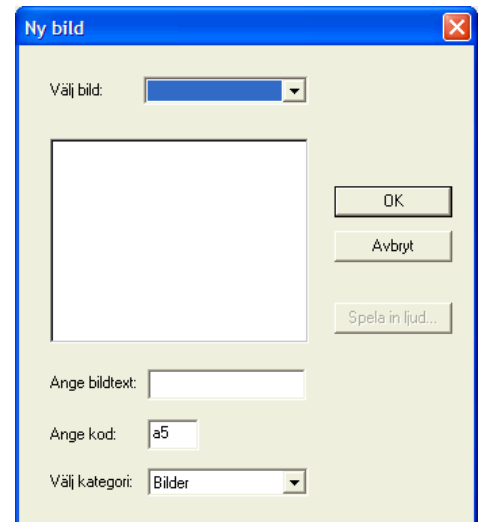 Ny bild
Välj bild:
OK
Avbryt
Spela in ljud...
Ange bildtext:
Ange kod: a5
Välj kategori: Bilder